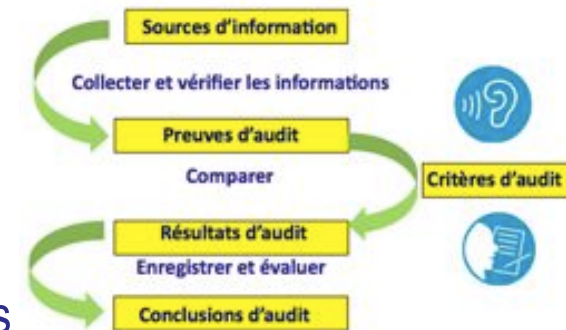 Sources d'information
Collecter et vérifier les informations
Preuves d'audit
Comparer
Critères d'audit
Résultats d'audit
Enregistrer et évaluer
Conclusions d'audit
s